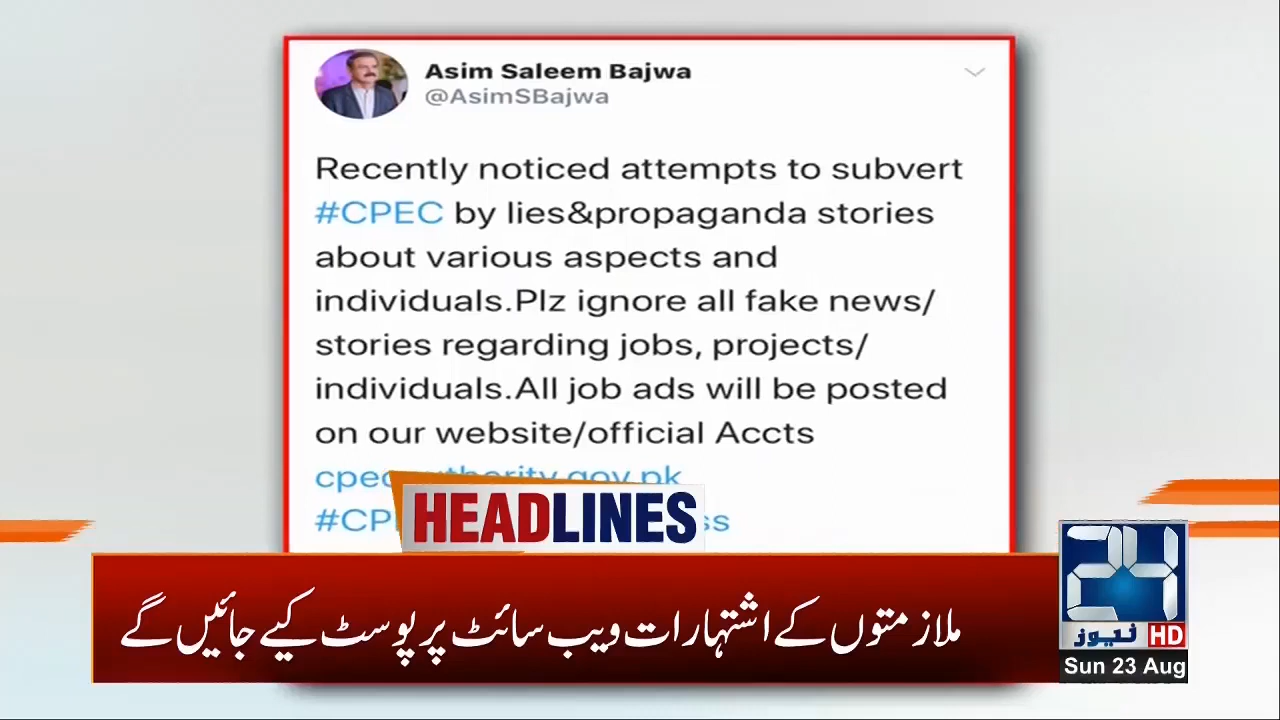 Asim Saleem Bajwa
@AsimSBajwa
Recently noticed attempts to subvert
#CPEC by lies&propaganda stories
about various aspects and
individuals.Plz ignore all fake news/
stories regarding jobs, projects/
individuals.All job ads will be posted
on our website/official Accts
HEADLINES
ملازمتوں کے اشتہارات ویب سائٹ پر پوسٹ کیے جائیں گے
24
نیوز HD
Sun 23 Aug